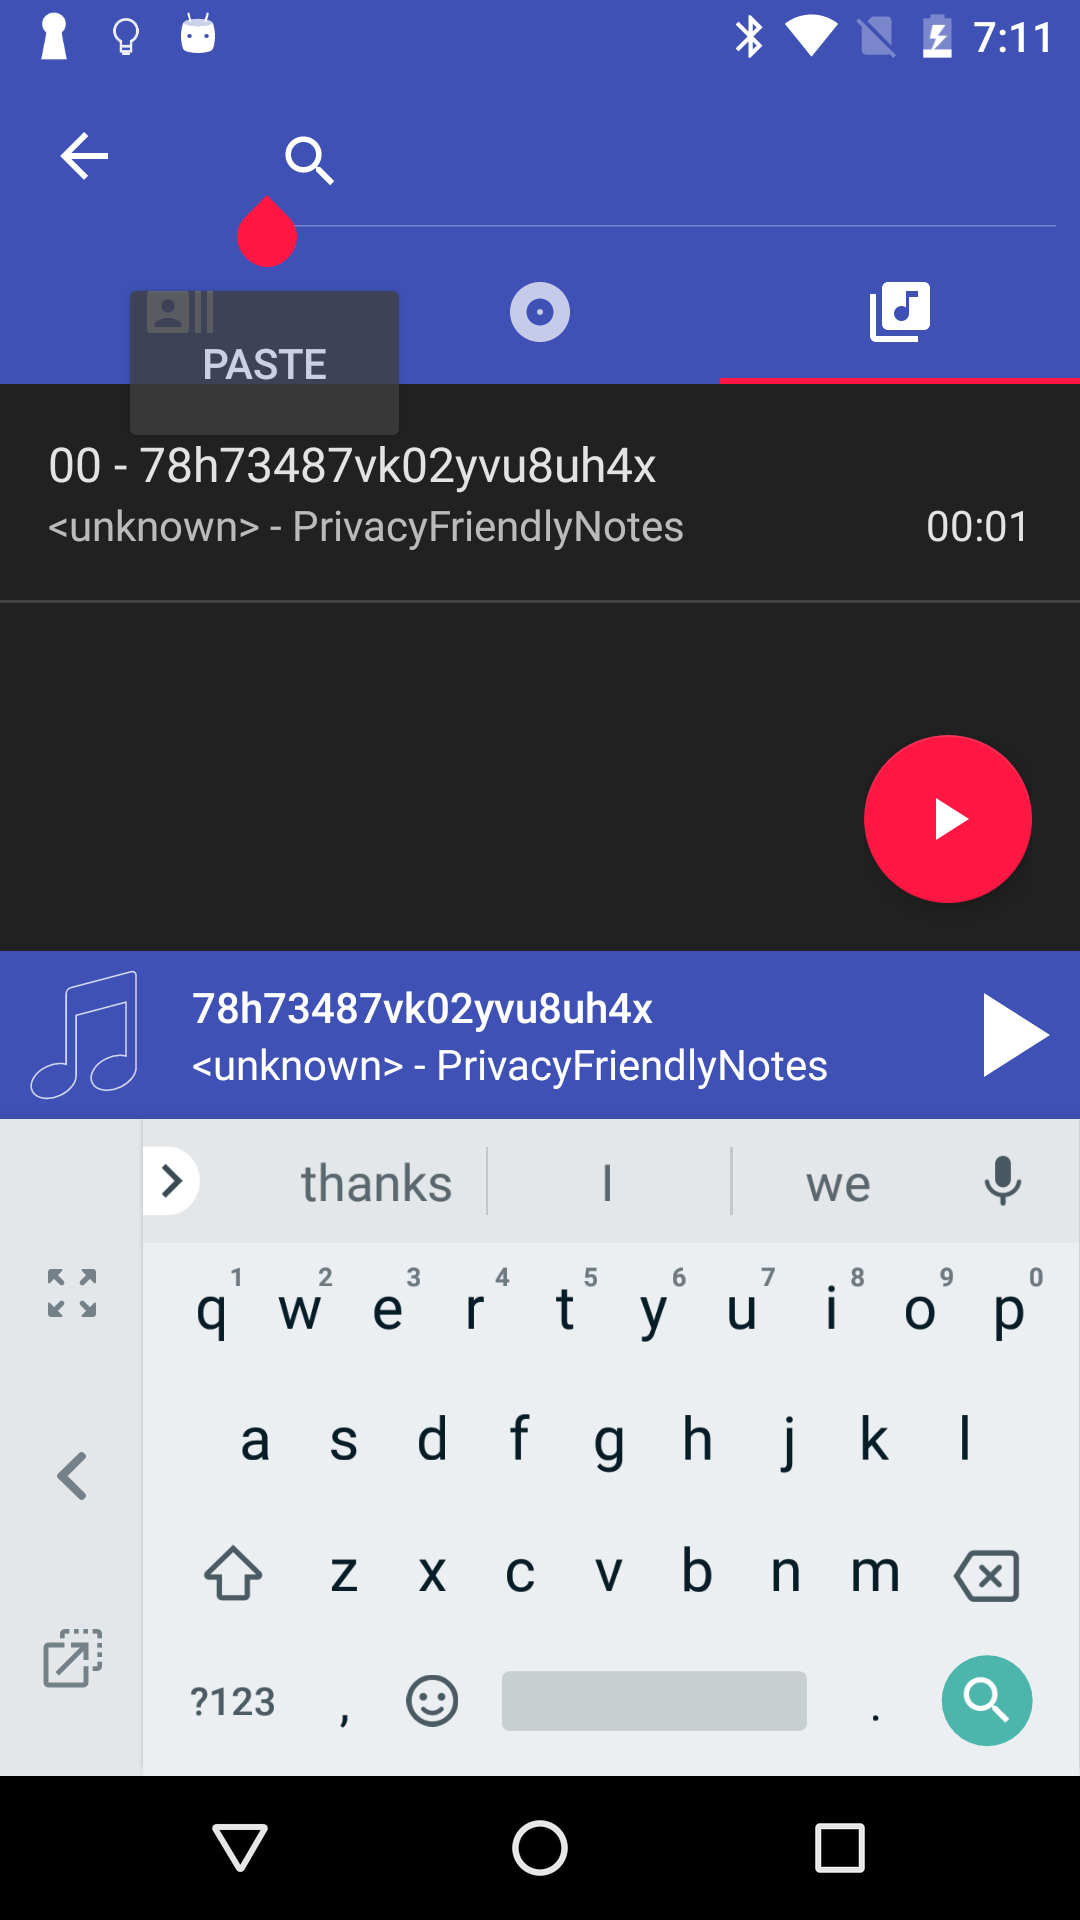 7:11
PASTE
00 - 78h73487vk02yvu8uh4x
<unknown> - PrivacyFriendlyNotes 00:01
78h73487vk02yvu8uh4x
<unknown> - PrivacyFriendlyNotes
thanks I we
1 2 3 4 5 6 7 8 9 0
q w e r t y u i o p
a s d f g h j k l
z x c v b n m
?123 , .